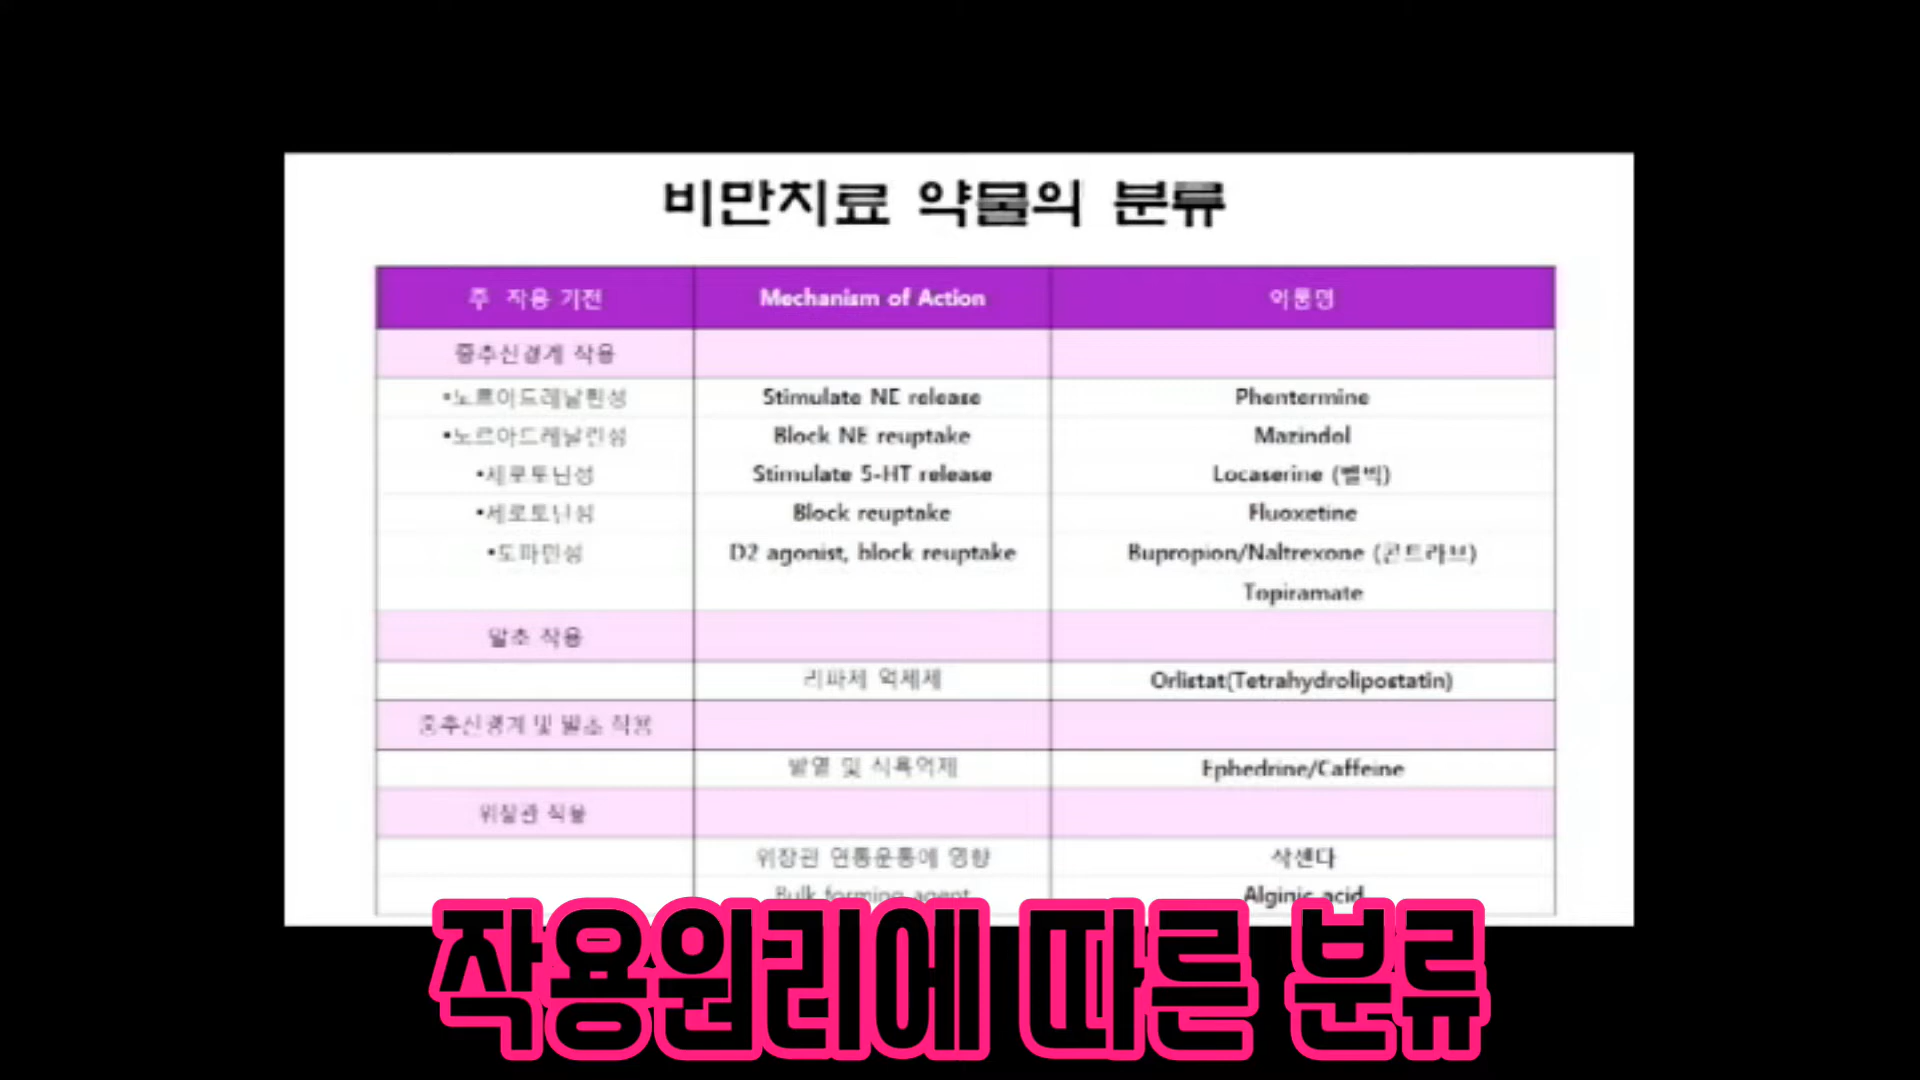 비만치료 약물의 분류
주 작용 기전 Mechanism of Action 이름명
중추신경계 작용
•노르아드레날린성 Stimulate NE release Phentermine
•노르아드레날린성 Block NE reuptake Mazindol
•세로토닌성 Stimulate 5-HT release Locaserine (벨빅)
•세로토닌성 Block reuptake Fluoxetine
•도파민성 D2 agonist, block reuptake Bupropion/Naltrexone (콘트라브)
Topiramate
말초 작용
리파제 억제제 Orlistat(Tetrahydrolipostatin)
중추신경계 및 말초 작용
발열 및 식욕억제 Ephedrine/Caffeine
위장관 작용
위장관 연통운동에 영향 삭센다
Bulk forming agent Alginic acid
작용원리에 따른 분류